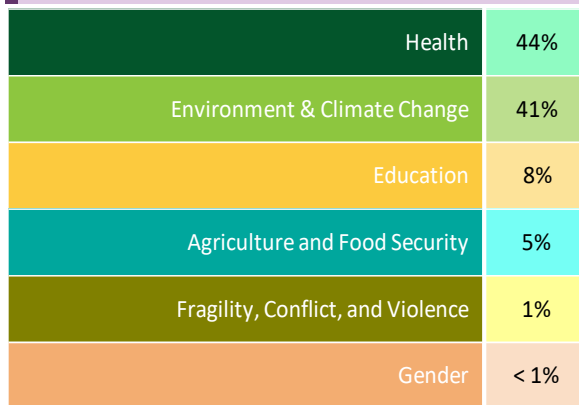 Health 44%
Environment & Climate Change 41%
Education 8%
Agriculture and Food Security 5%
Fragility, Conflict, and Violence 1%
Gender < 1%